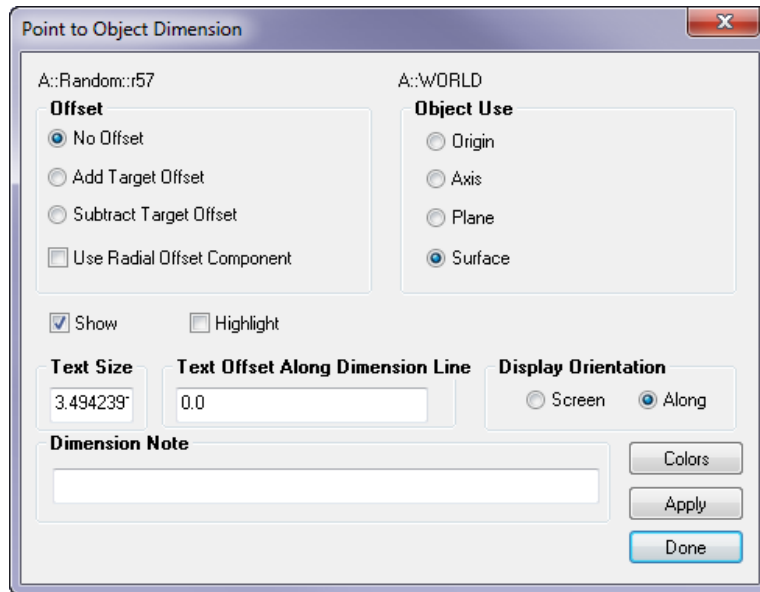 Point to Object Dimension
A::Random::r57
A::WORLD
Offset
No Offset
Add Target Offset
Subtract Target Offset
Use Radial Offset Component
Object Use
Origin
Axis
Plane
Surface
Show
Highlight
Text Size
3.494239
Text Offset Along Dimension Line
0.0
Display Orientation
Screen
Along
Dimension Note
Colors
Apply
Done